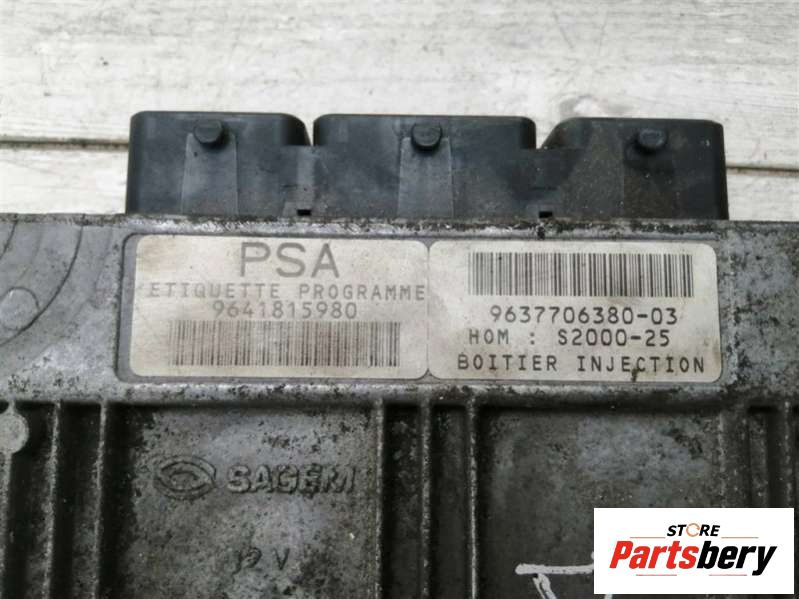 PSA
ETIQUETTE PROGRAMME
9641815980
9637706380-03
HOM : S2000-25
BOITIER INJECTION
SAGEM
12 V
STORE
Partsbery